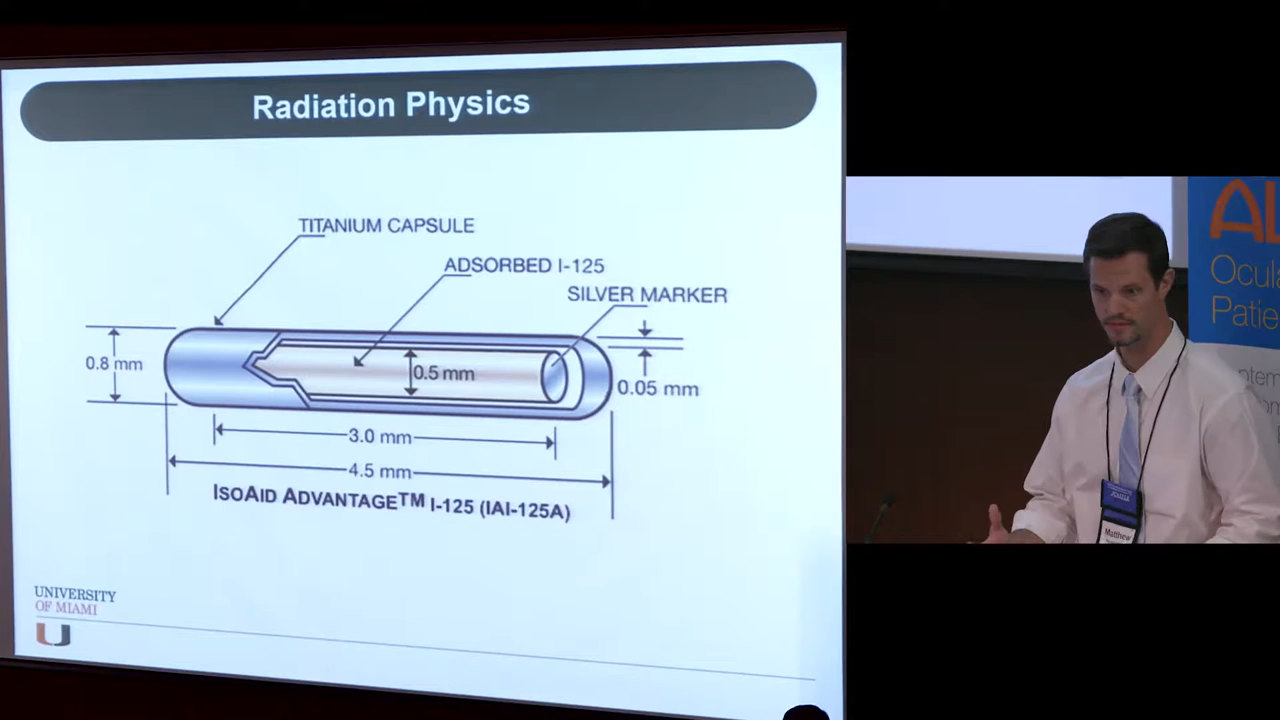 Radiation Physics
TITANIUM CAPSULE
ADSORBED I-125
SILVER MARKER
0.8 mm
0.5 mm
0.05 mm
3.0 mm
4.5 mm
ISOAID ADVANTAGE™ I-125 (IAI-125A)
UNIVERSITY
OF MIAMI
U
Ocula
Patie
Matthew